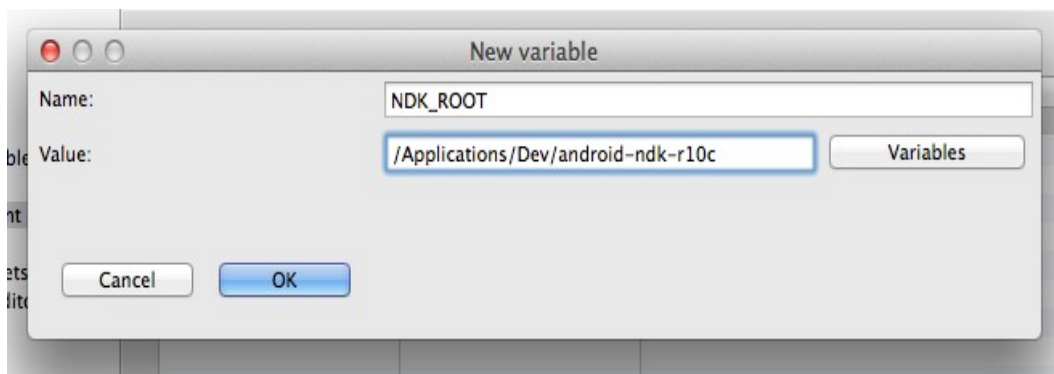 New variable
Name:
NDK_ROOT
Value:
/Applications/Dev/android-ndk-r10c
Variables
Cancel
OK